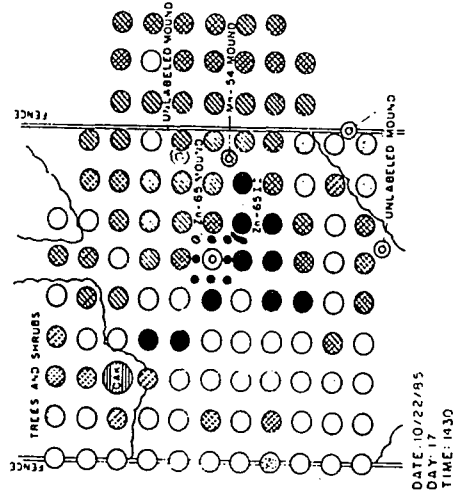 FENCE
TREES AND SHRUBS
FENCE
OAK
UNLABELED MOUND
Mn-54 MOUND
Zn-65 MOUND
Zn-65
UNLABELED MOUND
DATE: 10/22/85
DAY: 17
TIME: 1430